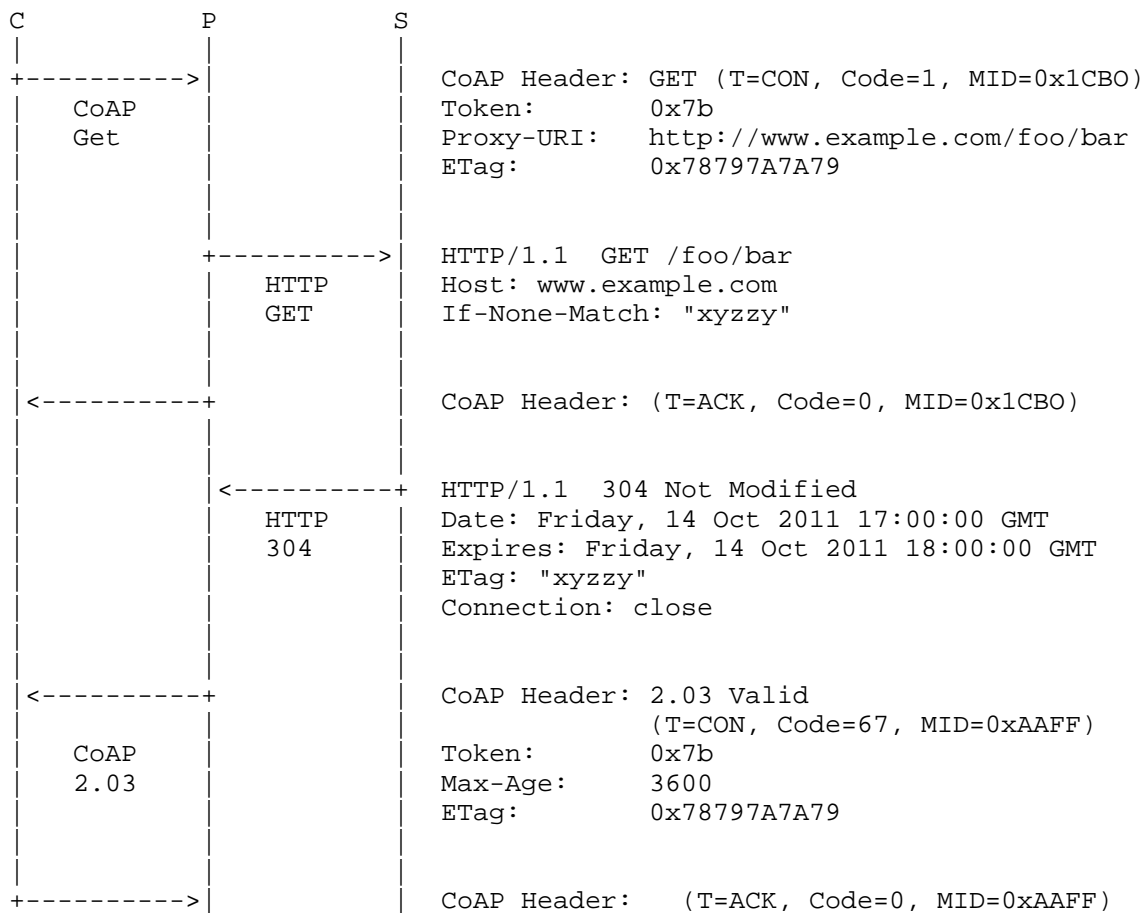 C P S
+---------->| CoAP Header: GET (T=CON, Code=1, MID=0x1CBO)
CoAP Token: 0x7b
Get Proxy-URI: http://www.example.com/foo/bar
ETag: 0x78797A7A79
+----------> HTTP/1.1 GET /foo/bar
HTTP Host: www.example.com
GET If-None-Match: "xyzzy"
<----------+ CoAP Header: (T=ACK, Code=0, MID=0x1CBO)
<----------+ HTTP/1.1 304 Not Modified
HTTP Date: Friday, 14 Oct 2011 17:00:00 GMT
304 Expires: Friday, 14 Oct 2011 18:00:00 GMT
ETag: "xyzzy"
Connection: close
<----------+ CoAP Header: 2.03 Valid
(T=CON, Code=67, MID=0xAAFF)
CoAP Token: 0x7b
2.03 Max-Age: 3600
ETag: 0x78797A7A79
+---------->| CoAP Header: (T=ACK, Code=0, MID=0xAAFF)